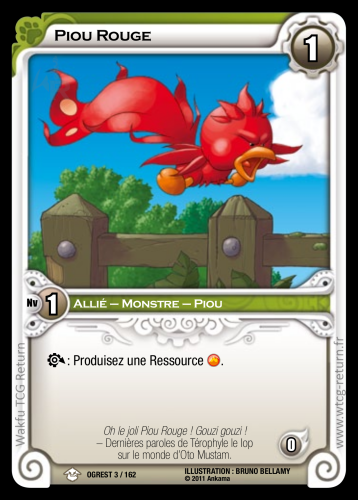 Piou Rouge
1
Nv 1
Allié – Monstre – Piou
: Produisez une Ressource .
Oh le joli Piou Rouge ! Gouzi gouzi !
– Dernières paroles de Térophyle le Iop
sur le monde d'Oto Mustam.
0
Wakfu TCG Return
www.wtcg-return.fr
OGREST 3 / 162
ILLUSTRATION : BRUNO BELLAMY
© 2011 Ankama